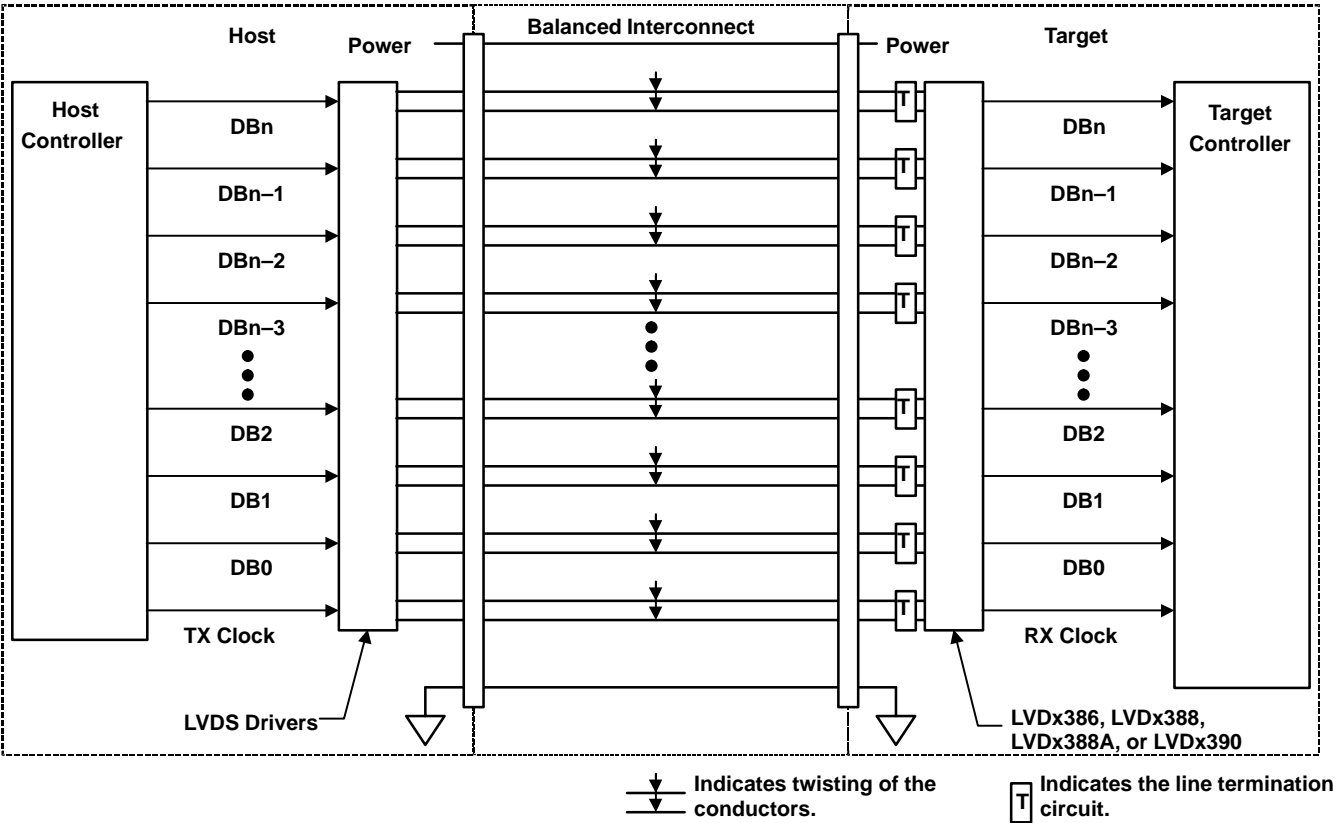 Balanced Interconnect
Host
Power
Power
Target
Host
Controller
Target
Controller
DBn
T
DBn
DBn–1
T
DBn–1
DBn–2
T
DBn–2
DBn–3
T
DBn–3
DB2
T
DB2
DB1
T
DB1
DB0
T
DB0
TX Clock
T
RX Clock
LVDS Drivers
LVDx386, LVDx388,
LVDx388A, or LVDx390
Indicates twisting of the
conductors.
T
Indicates the line termination
circuit.